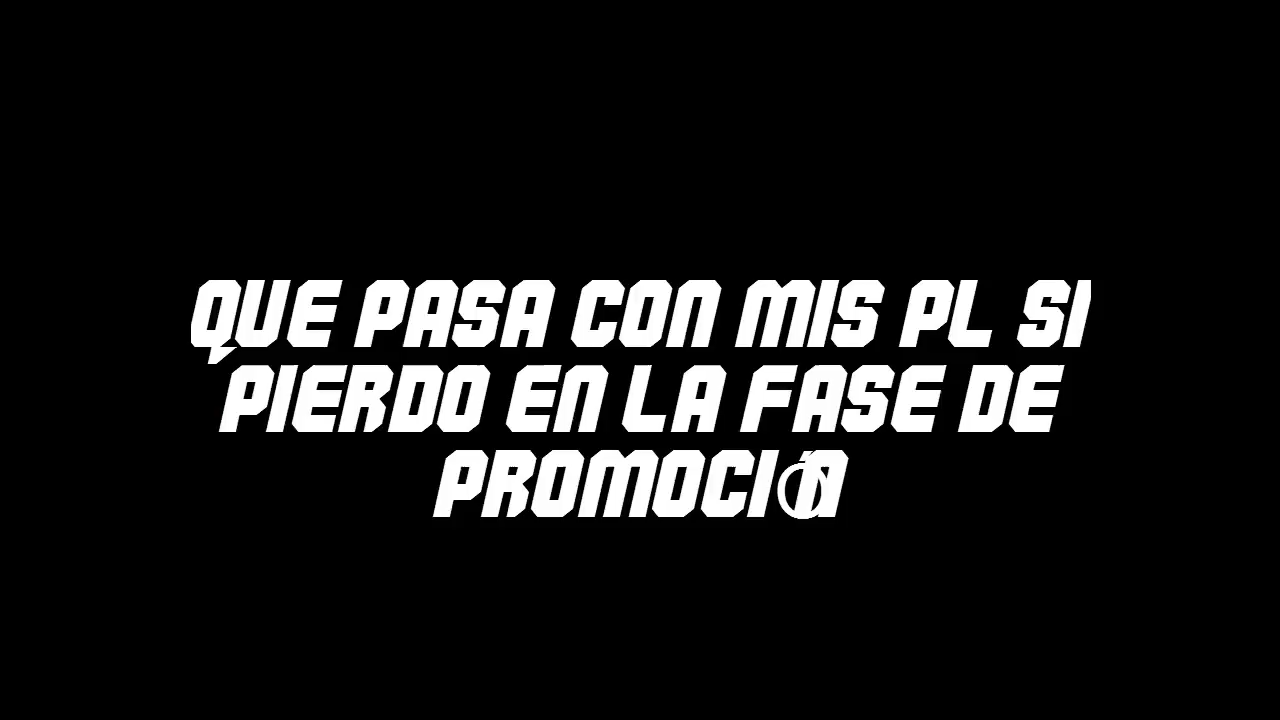 QUE PASA CON MIS PL SI
PIERDO EN LA FASE DE
PROMOCIÓN